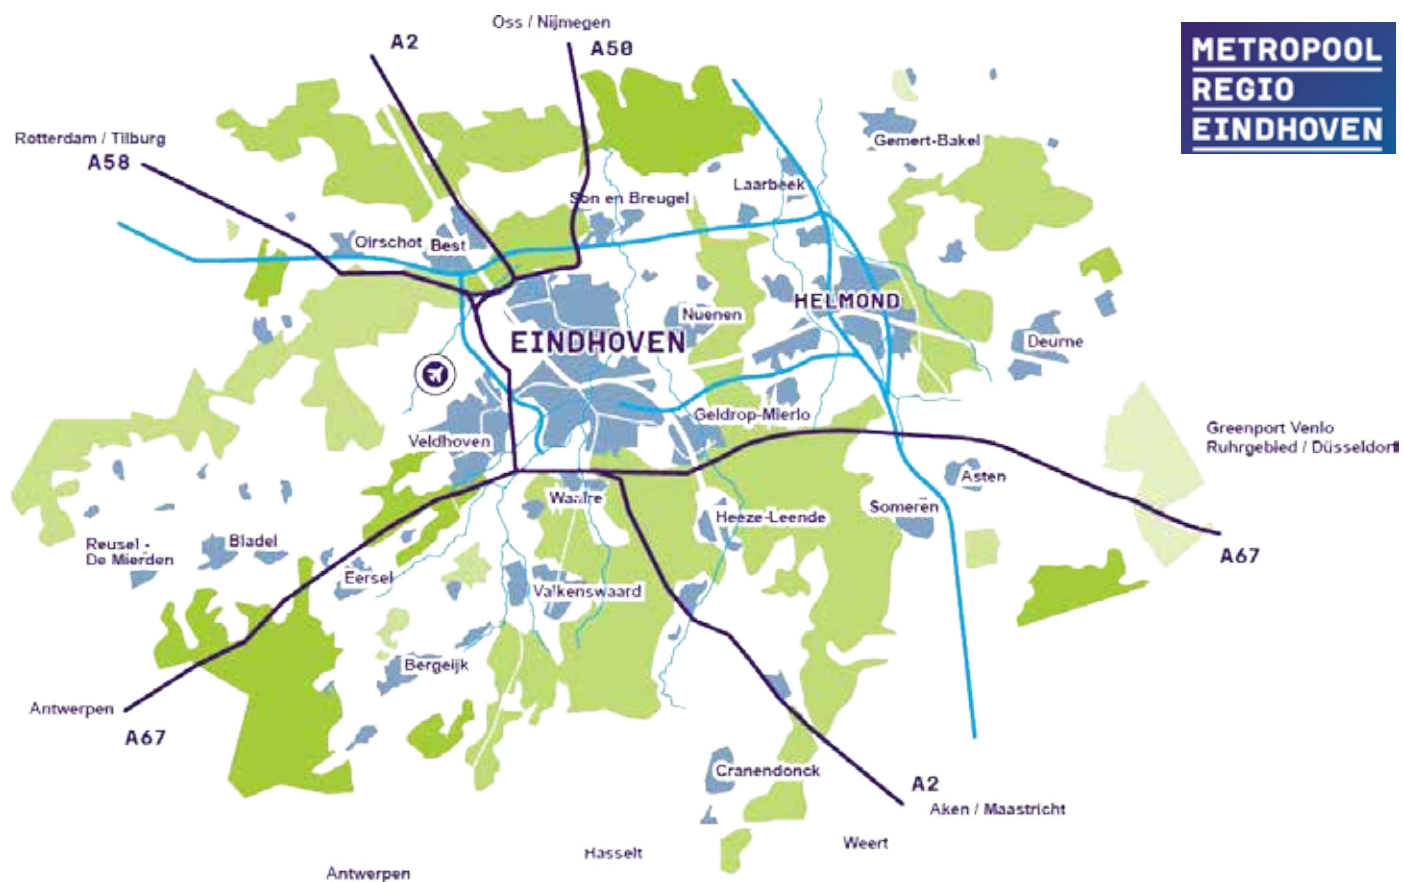 Oss / Nijmegen
A2
A50
METROPOOL
REGIO
EINDHOVEN
Rotterdam / Tilburg
A58
Gemert-Bakel
Laarbeek
Son en Breugel
Oirschot
Best
HELMOND
Nuenen
EINDHOVEN
Deurne
Geldrop-Mierlo
Veldhoven
Greenport Venlo
Ruhrgebied / Düsseldorf
Asten
Waalre
Someren
Heeze-Leende
Reusel -
De Mierden
Bladel
A67
Eersel
Valkenswaard
Bergeijk
Antwerpen
A67
Cranendonck
A2
Aken / Maastricht
Weert
Hasselt
Antwerpen